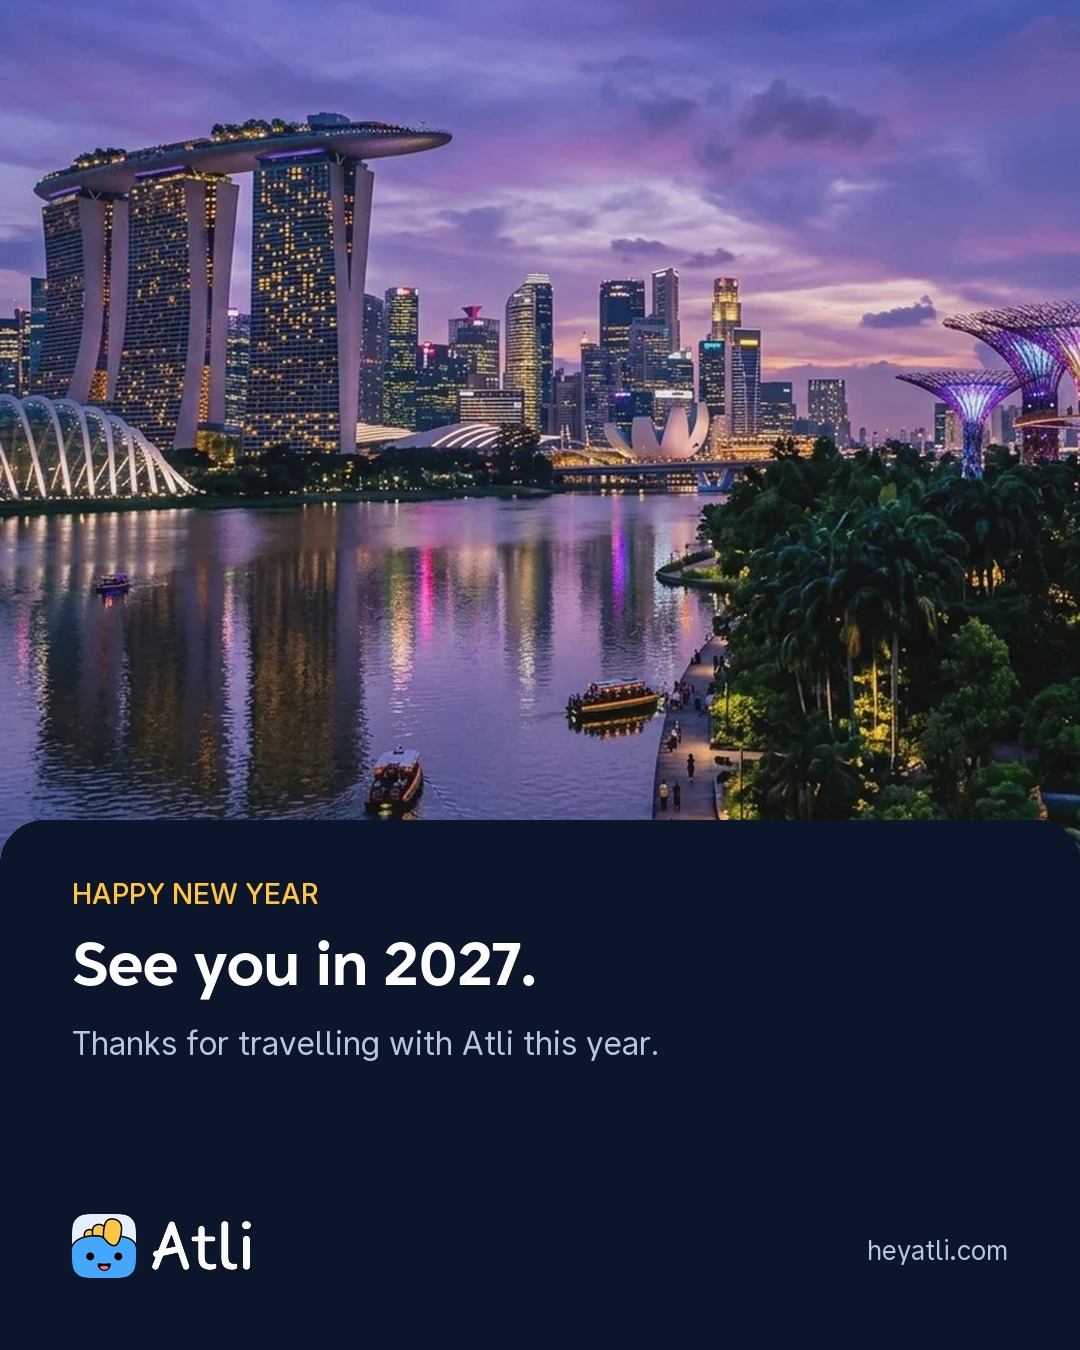 HAPPY NEW YEAR
See you in 2027.
Thanks for travelling with Atli this year.
Atli
heyatli.com